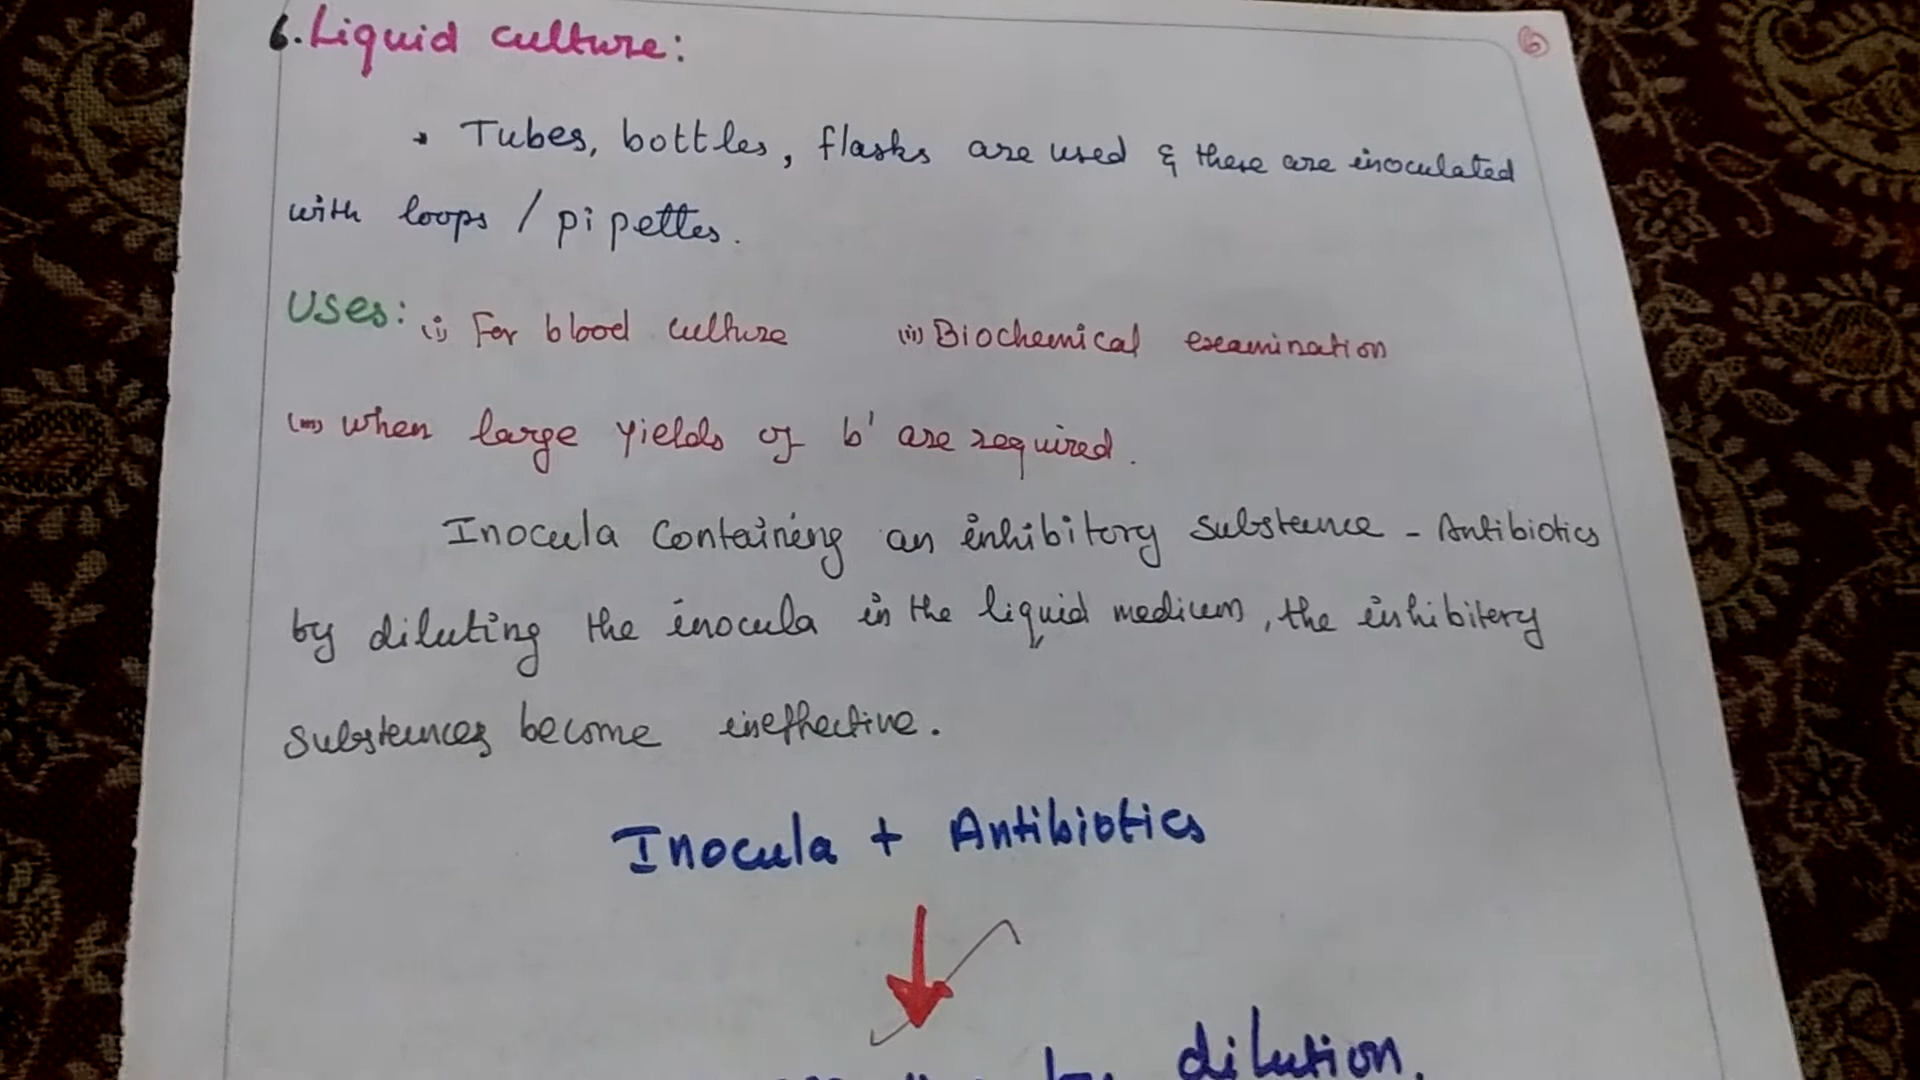 6. Liquid culture:
6
* Tubes, bottles, flasks are used & these are inoculated
with loops / pipettes.
Uses: (i) For blood culture (ii) Biochemical examination
(iii) when large yields of b' are required.
Inocula Containing an inhibitory substance - Antibiotics
by diluting the inocula in the liquid medium, the inhibitory
substances become ineffective.
Inocula + Antibiotics
dilution.